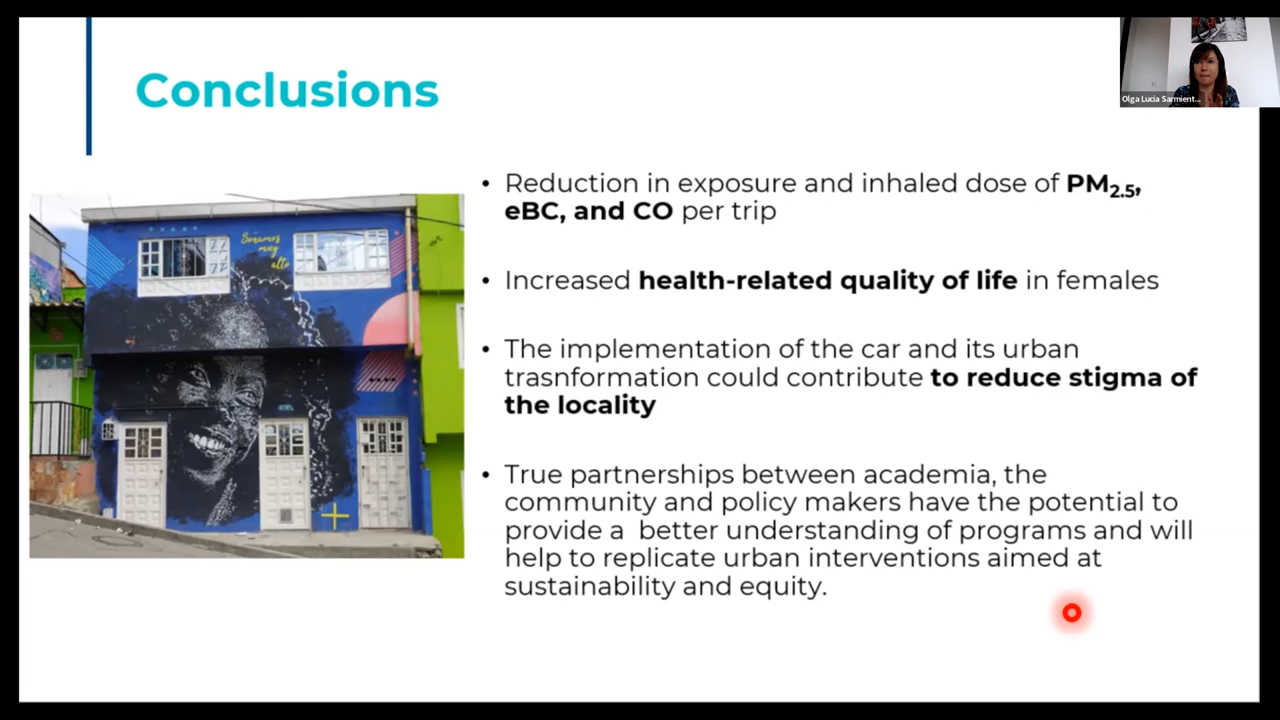 Conclusions
Olga Lucia Sarmient...
• Reduction in exposure and inhaled dose of PM2.5,
eBC, and CO per trip
• Increased health-related quality of life in females
• The implementation of the car and its urban
trasnformation could contribute to reduce stigma of
the locality
• True partnerships between academia, the
community and policy makers have the potential to
provide a better understanding of programs and will
help to replicate urban interventions aimed at
sustainability and equity.
Soñamos
muy
alto